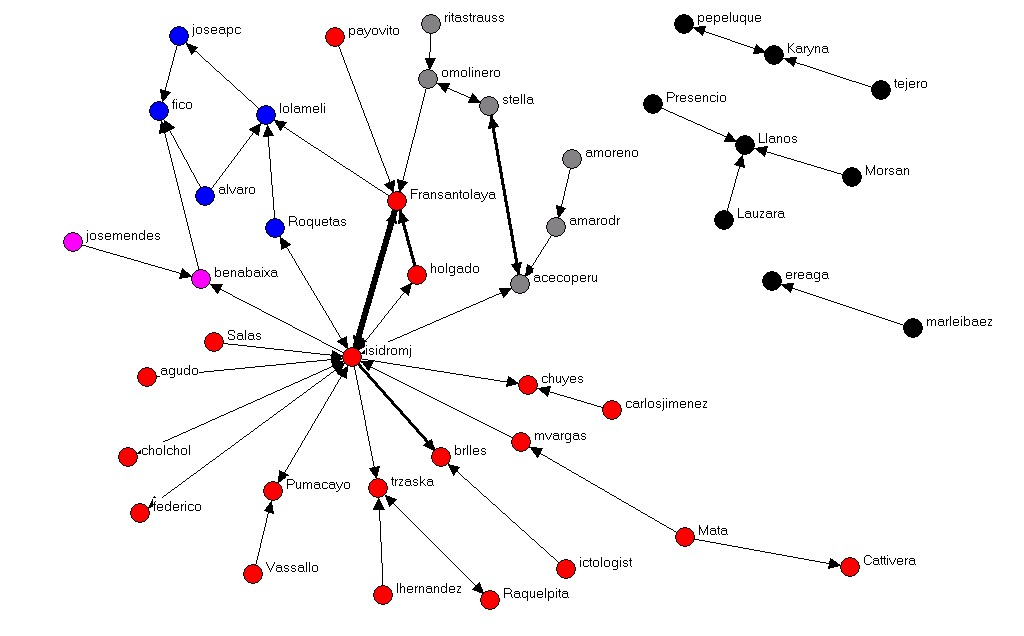 ritastrauss
pepeluque
joseapc
payovito
Karyna
omolinero
tejero
Presencio
stella
fico
lolameli
Llanos
amoreno
Morsan
alvaro
Fransantolaya
Lauzara
Roquetas
amarodr
josemendes
benabaixa
holgado
acecoperu
ereaga
marleibaez
Salas
isidromj
agudo
chuyes
carlosjimenez
mvargas
cholchol
brlles
Pumacayo
trzaska
federico
Mata
Vassallo
ictologist
Cattivera
lhernandez
Raquelpita